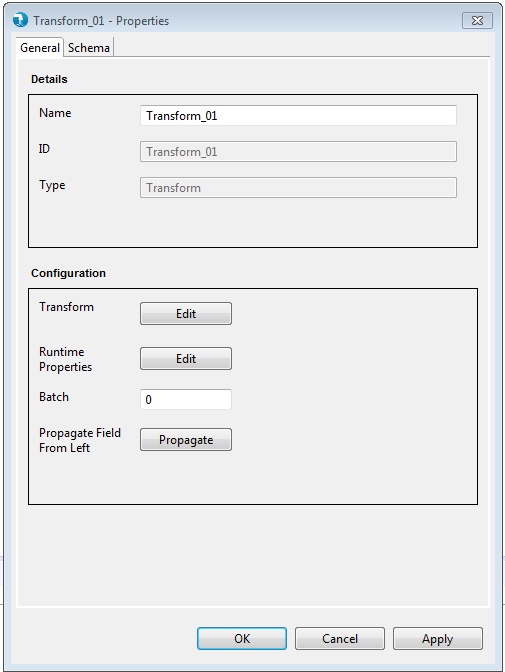 Transform_01 - Properties
General Schema
Details
Name Transform_01
ID Transform_01
Type Transform
Configuration
Transform Edit
Runtime
Properties Edit
Batch 0
Propagate Field
From Left Propagate
OK Cancel Apply